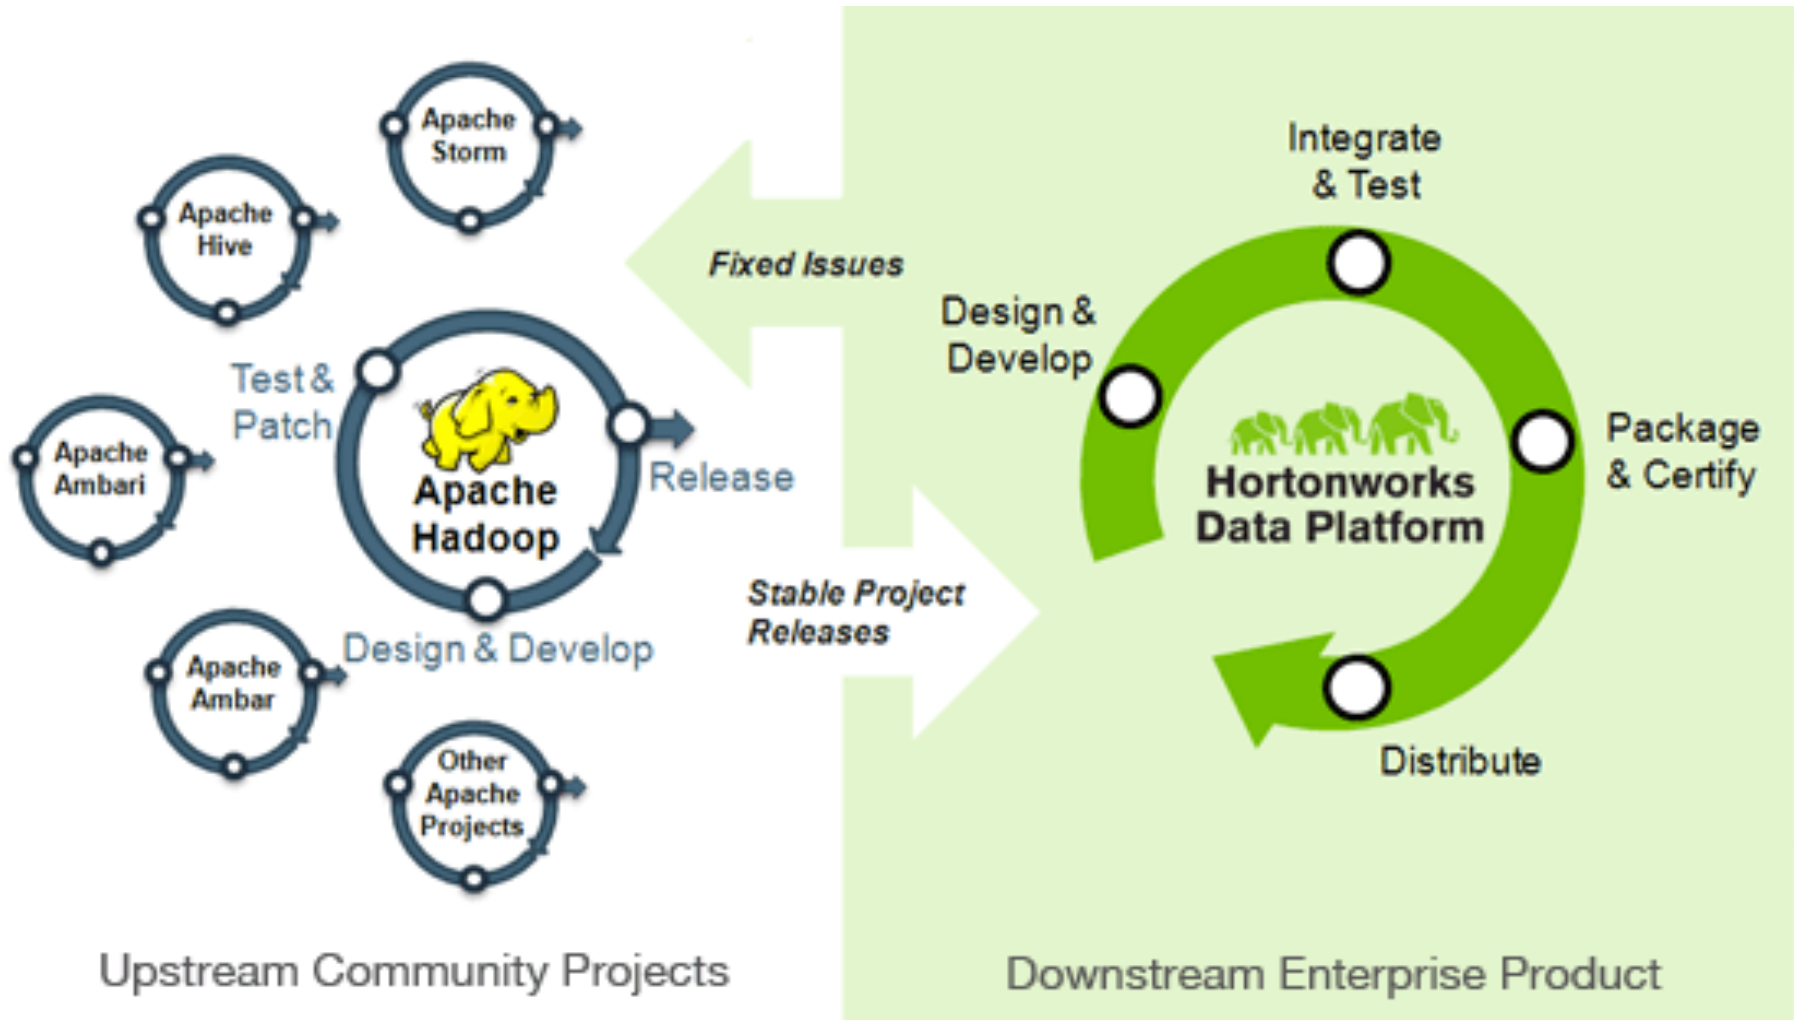 Apache
Storm
Apache
Hive
Test &
Patch
Apache
Hadoop
Release
Apache
Ambari
Design & Develop
Apache
Ambar
Other
Apache
Projects
Upstream Community Projects
Fixed Issues
Stable Project
Releases
Integrate
& Test
Design &
Develop
Hortonworks
Data Platform
Package
& Certify
Distribute
Downstream Enterprise Product